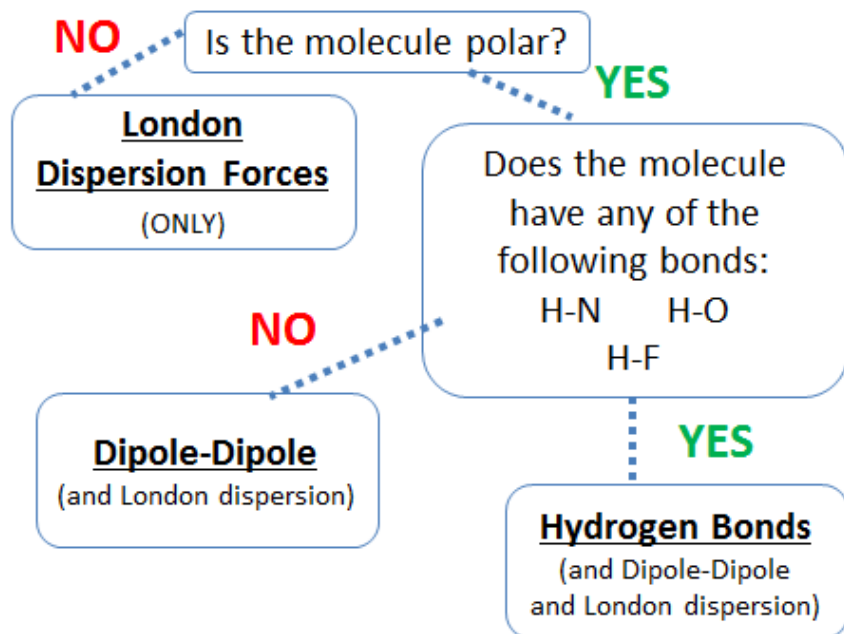 NO
Is the molecule polar?
YES
London
Dispersion Forces
(ONLY)
Does the molecule
have any of the
following bonds:
H-N H-O
H-F
NO
Dipole-Dipole
(and London dispersion)
YES
Hydrogen Bonds
(and Dipole-Dipole
and London dispersion)